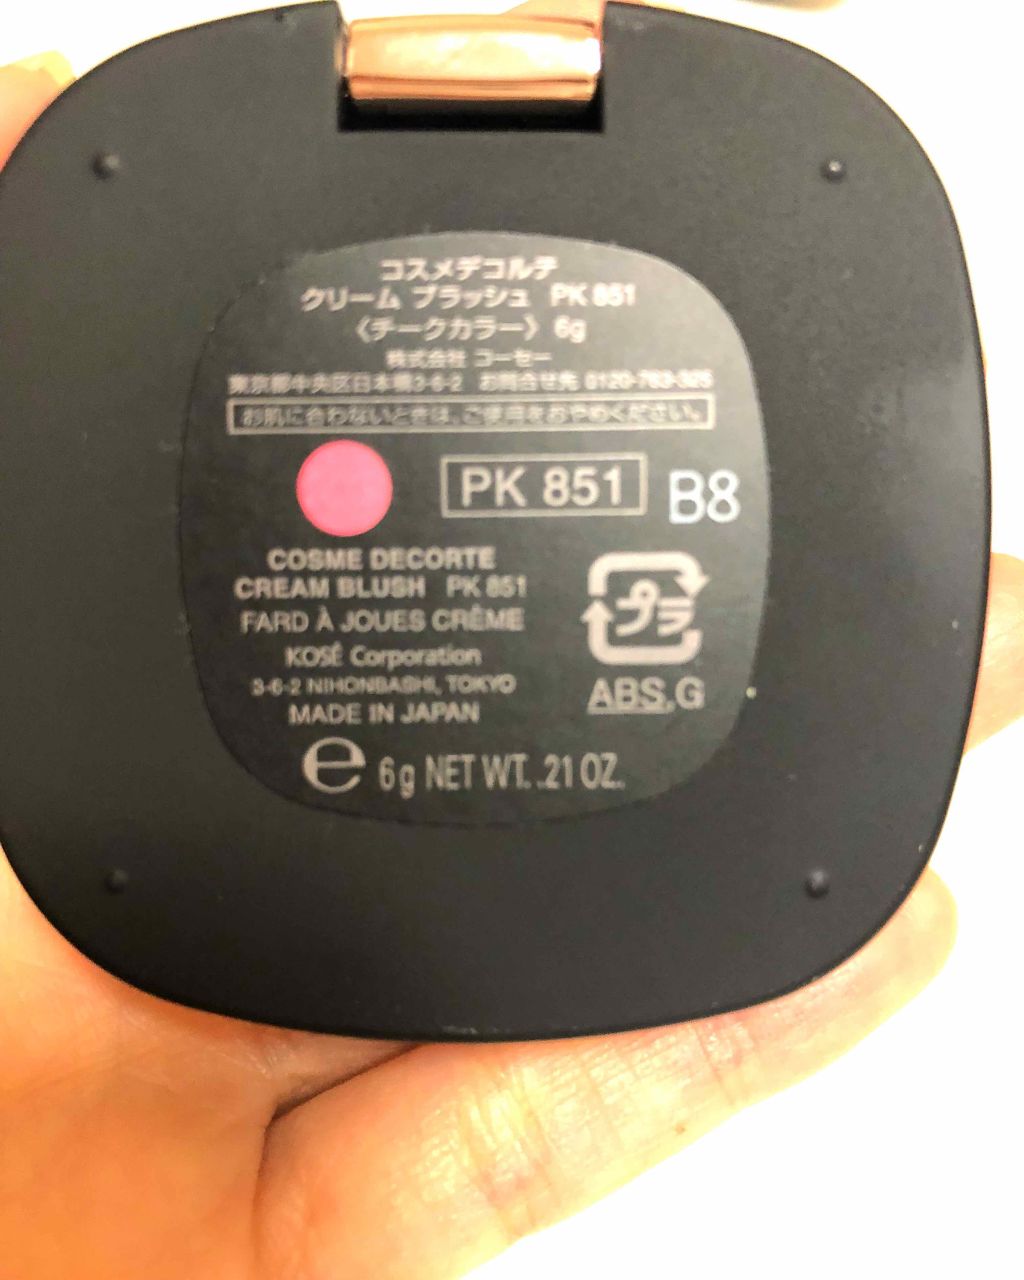 コスメデコルテ
クリーム ブラッシュ PK 851
〈チークカラー〉 6g
株式会社 コーセー
東京都中央区日本橋3-6-2 お問合せ先 0120-763-325
お肌に合わないときは、ご使用をおやめください。
PK 851 B8
COSME DECORTE
CREAM BLUSH PK 851
FARD À JOUES CRÈME
KOSÉ Corporation
3-6-2 NIHONBASHI, TOKYO
MADE IN JAPAN
プラ
ABS,G
e 6g NET WT. .21 OZ.